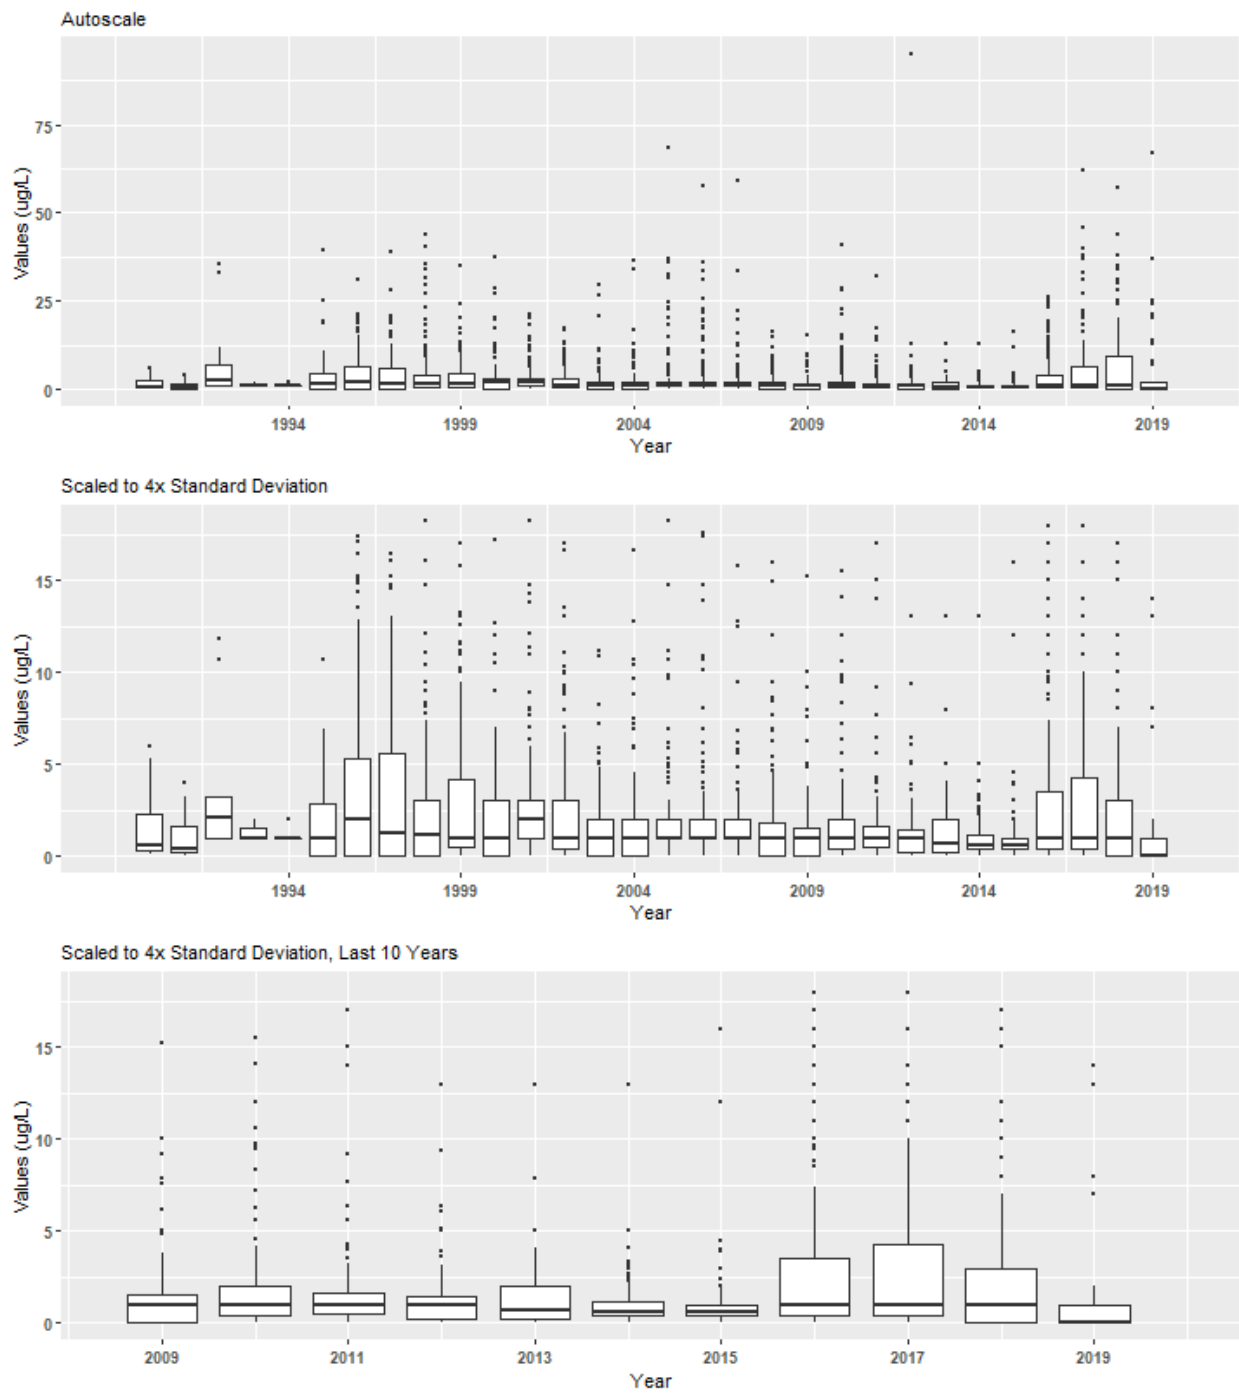 Autoscale
75
50
25
0
Values (ug/L)
1994 1999 2004 2009 2014 2019
Year
Scaled to 4x Standard Deviation
15
10
5
0
Values (ug/L)
1994 1999 2004 2009 2014 2019
Year
Scaled to 4x Standard Deviation, Last 10 Years
15
10
5
0
Values (ug/L)
2009 2011 2013 2015 2017 2019
Year